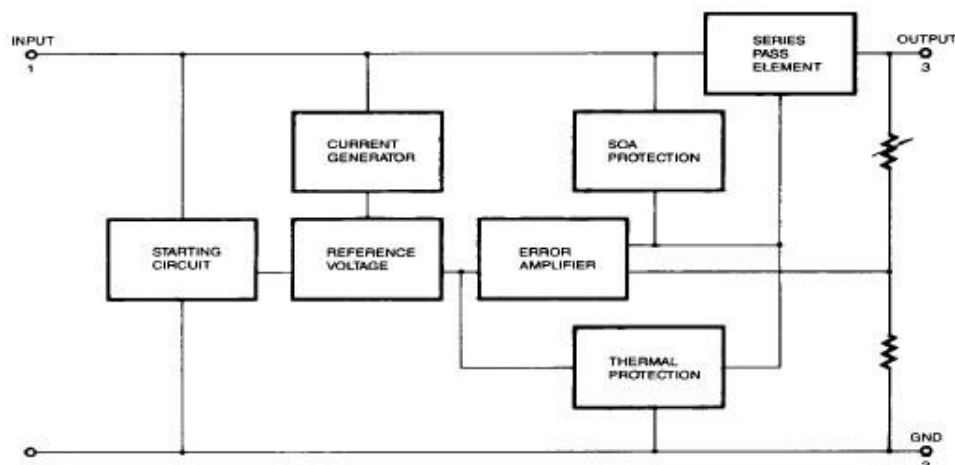 INPUT
1
SERIES
PASS
ELEMENT
OUTPUT
3
CURRENT
GENERATOR
SOA
PROTECTION
STARTING
CIRCUIT
REFERENCE
VOLTAGE
ERROR
AMPLIFIER
THERMAL
PROTECTION
GND
2